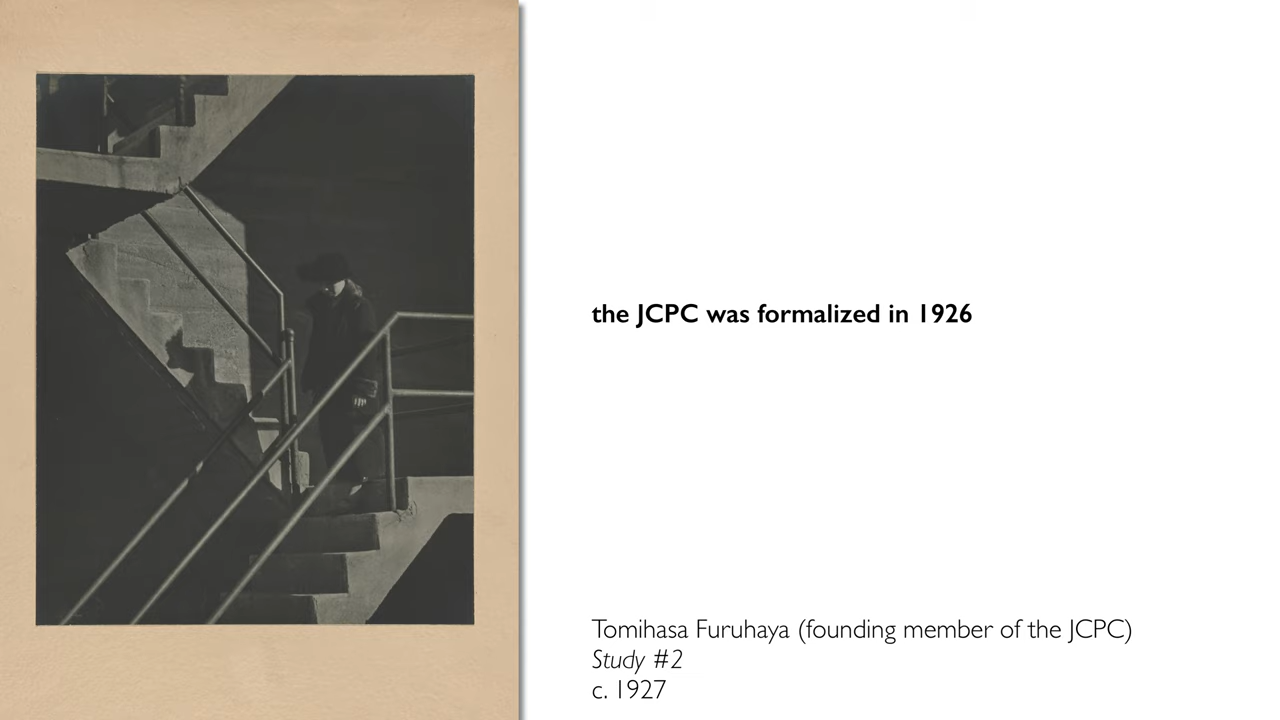 the JCPC was formalized in 1926
Tomihasa Furuhaya (founding member of the JCPC)
Study #2
c. 1927